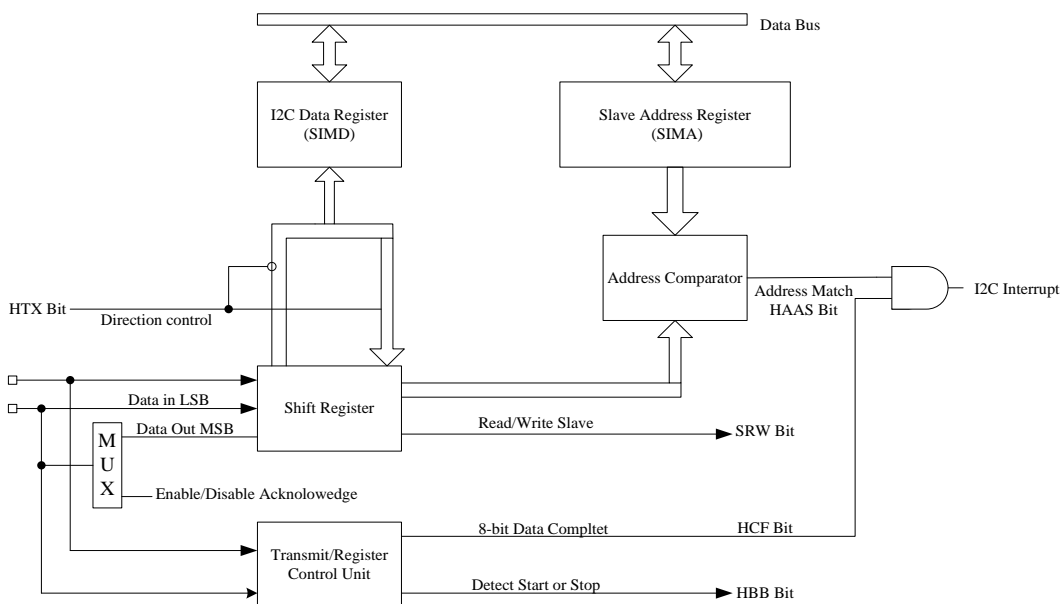 Data Bus
I2C Data Register
(SIMD)
Slave Address Register
(SIMA)
Address Comparator
Address Match
HAAS Bit
I2C Interrupt
HTX Bit
Direction control
Data in LSB
Shift Register
Read/Write Slave
SRW Bit
Data Out MSB
M
U
X
Enable/Disable Acknolowedge
8-bit Data Compltet
HCF Bit
Transmit/Register
Control Unit
Detect Start or Stop
HBB Bit